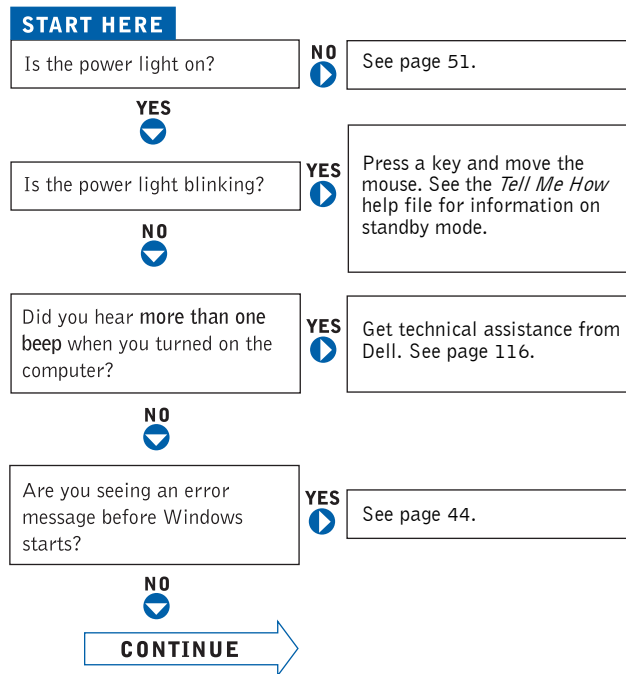 START HERE
Is the power light on?
NO
See page 51.
YES
Is the power light blinking?
YES
Press a key and move the
mouse. See the Tell Me How
help file for information on
standby mode.
NO
Did you hear more than one
beep when you turned on the
computer?
YES
Get technical assistance from
Dell. See page 116.
NO
Are you seeing an error
message before Windows
starts?
YES
See page 44.
NO
CONTINUE